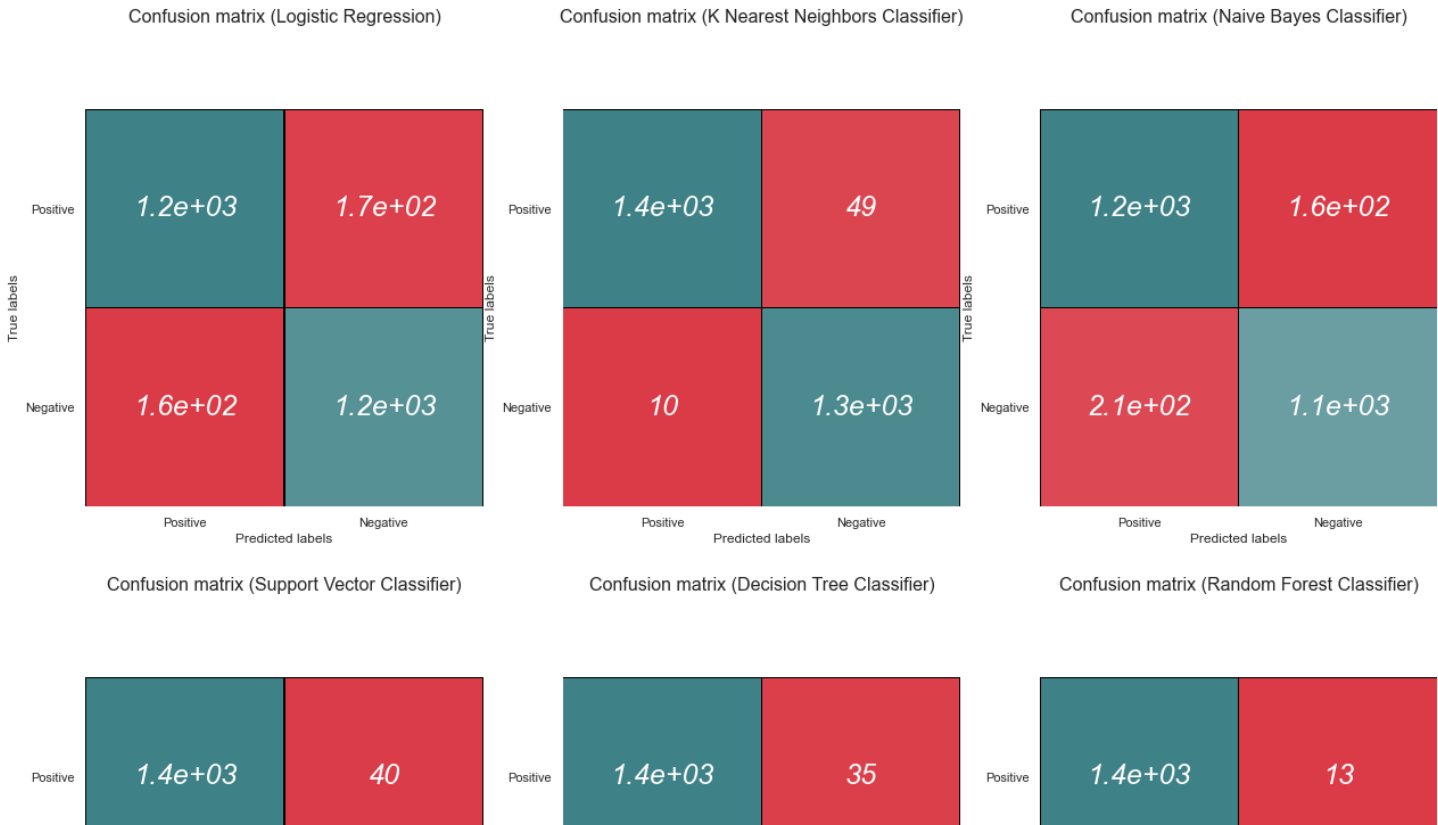 Confusion matrix (Logistic Regression)
Confusion matrix (K Nearest Neighbors Classifier)
Confusion matrix (Naive Bayes Classifier)
Positive 1.2e+03 1.7e+02
Positive 1.4e+03 49
Positive 1.2e+03 1.6e+02
True labels
True labels
True labels
Negative 1.6e+02 1.2e+03
Negative 10 1.3e+03
Negative 2.1e+02 1.1e+03
Positive Negative
Positive Negative
Positive Negative
Predicted labels
Predicted labels
Predicted labels
Confusion matrix (Support Vector Classifier)
Confusion matrix (Decision Tree Classifier)
Confusion matrix (Random Forest Classifier)
Positive 1.4e+03 40
Positive 1.4e+03 35
Positive 1.4e+03 13